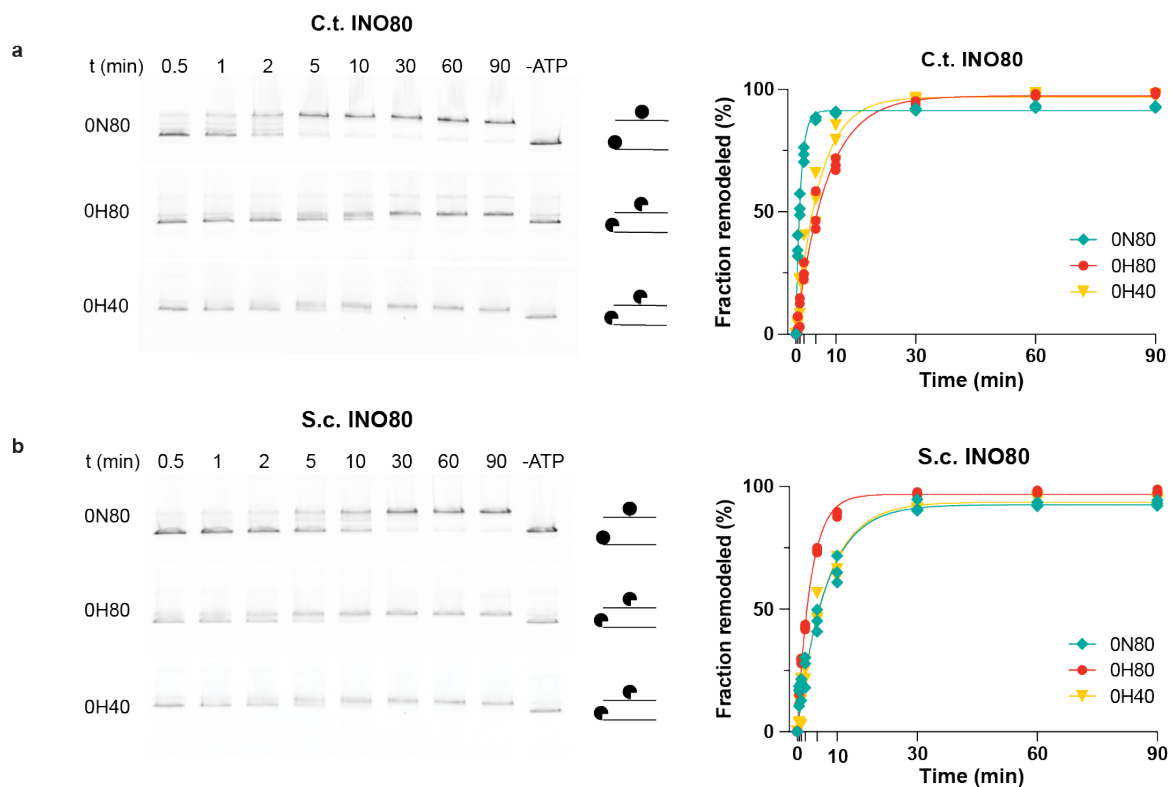 a
C.t. INO80
t (min) 0.5 1 2 5 10 30 60 90 -ATP
0N80
0H80
0H40
C.t. INO80
Fraction remodeled (%)
100
50
0
0N80
0H80
0H40
0 10 30 60 90
Time (min)
b
S.c. INO80
t (min) 0.5 1 2 5 10 30 60 90 -ATP
0N80
0H80
0H40
S.c. INO80
Fraction remodeled (%)
100
50
0
0N80
0H80
0H40
0 10 30 60 90
Time (min)